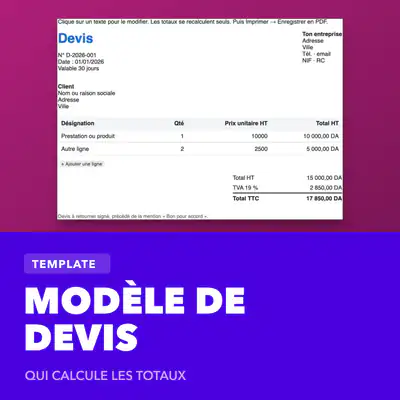 Clique sur un texte pour le modifier. Les totaux se recalculent seuls. Puis Imprimer → Enregistrer en PDF.
Devis
Ton entreprise
Adresse
Ville
Tél. · email
NIF · RC
N° D-2026-001
Date : 01/01/2026
Valable 30 jours
Client
Nom ou raison sociale
Adresse
Ville
Désignation Qté Prix unitaire HT Total HT
Prestation ou produit 1 10000 10 000,00 DA
Autre ligne 2 2500 5 000,00 DA
+ Ajouter une ligne
Total HT 15 000,00 DA
TVA 19 % 2 850,00 DA
Total TTC 17 850,00 DA
Devis à retourner signé, précédé de la mention « Bon pour accord ».
TEMPLATE
MODÈLE DE
DEVIS
QUI CALCULE LES TOTAUX